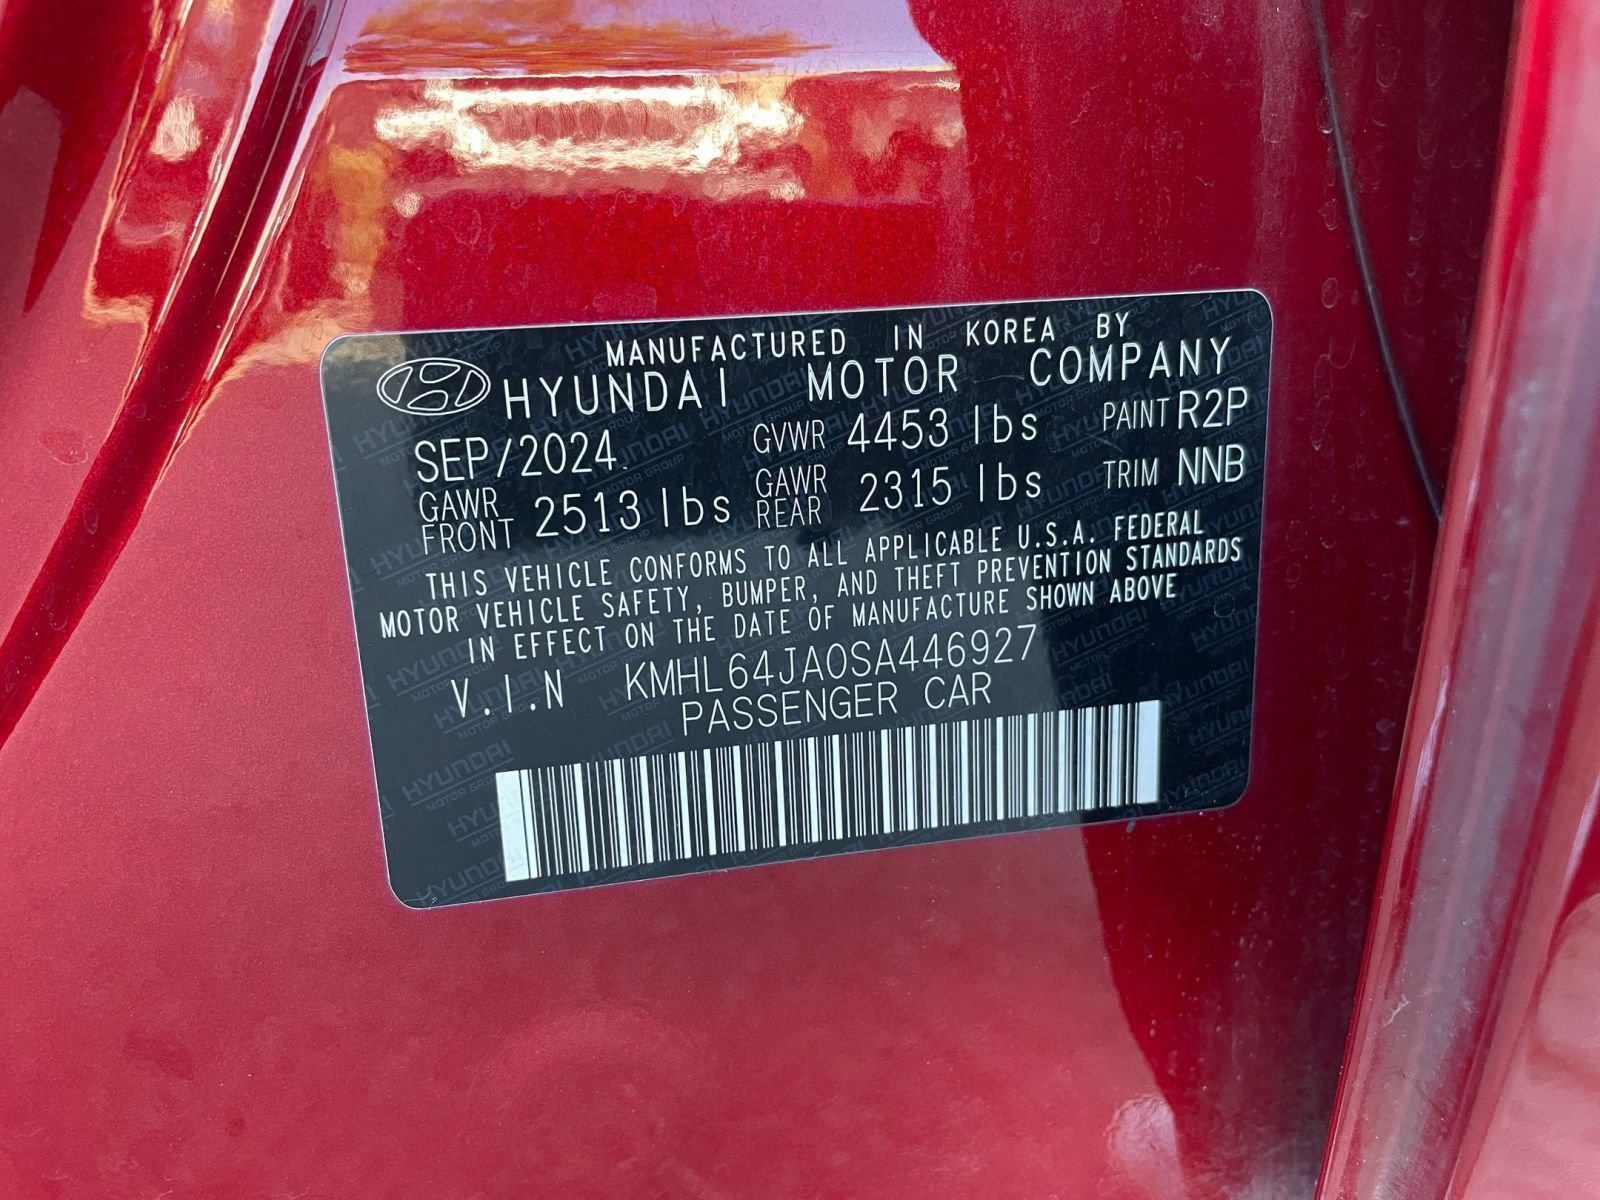 MANUFACTURED IN KOREA BY
HYUNDAI MOTOR COMPANY
SEP/2024 GVWR 4453 lbs PAINT R2P
GAWR FRONT 2513 lbs GAWR REAR 2315 lbs TRIM NNB
THIS VEHICLE CONFORMS TO ALL APPLICABLE U.S.A. FEDERAL
MOTOR VEHICLE SAFETY, BUMPER, AND THEFT PREVENTION STANDARDS
IN EFFECT ON THE DATE OF MANUFACTURE SHOWN ABOVE
V.I.N KMHL64JA0SA446927
PASSENGER CAR